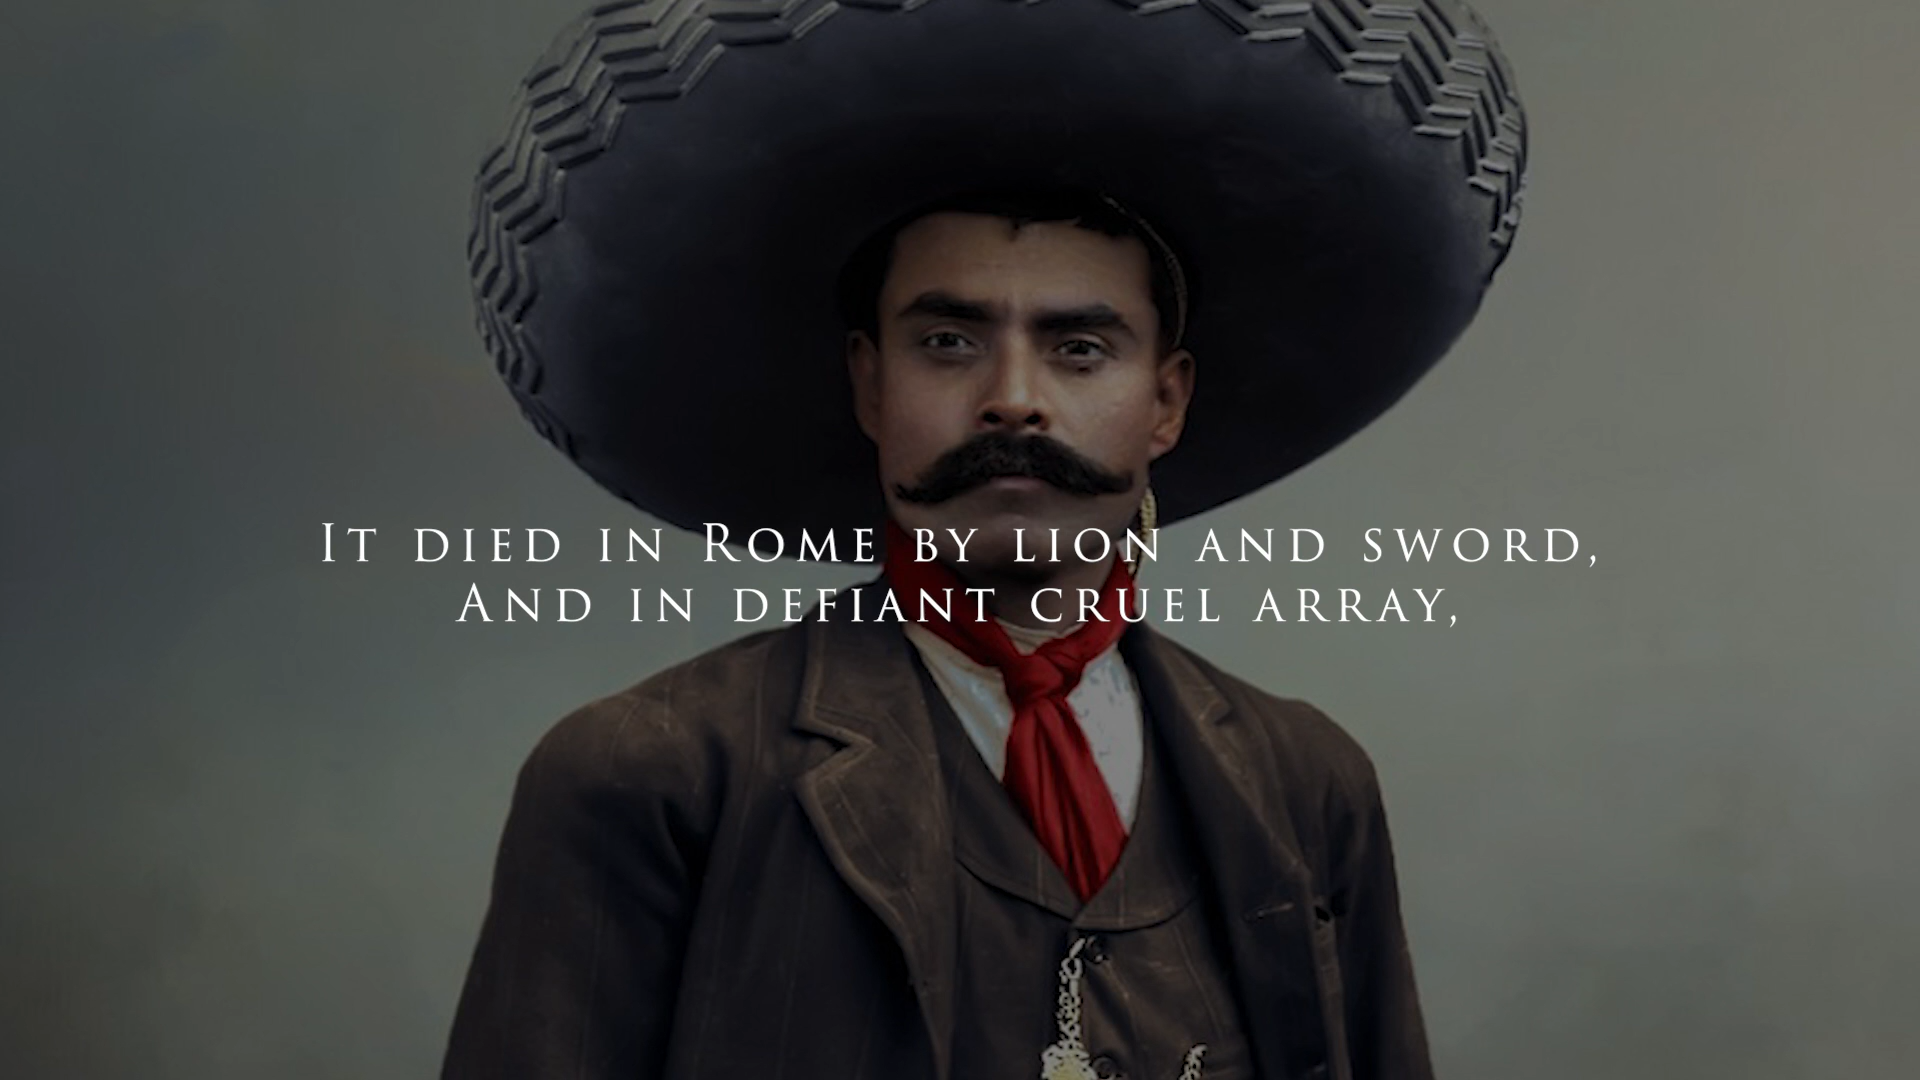 It died in Rome by lion and sword,
And in defiant cruel array,